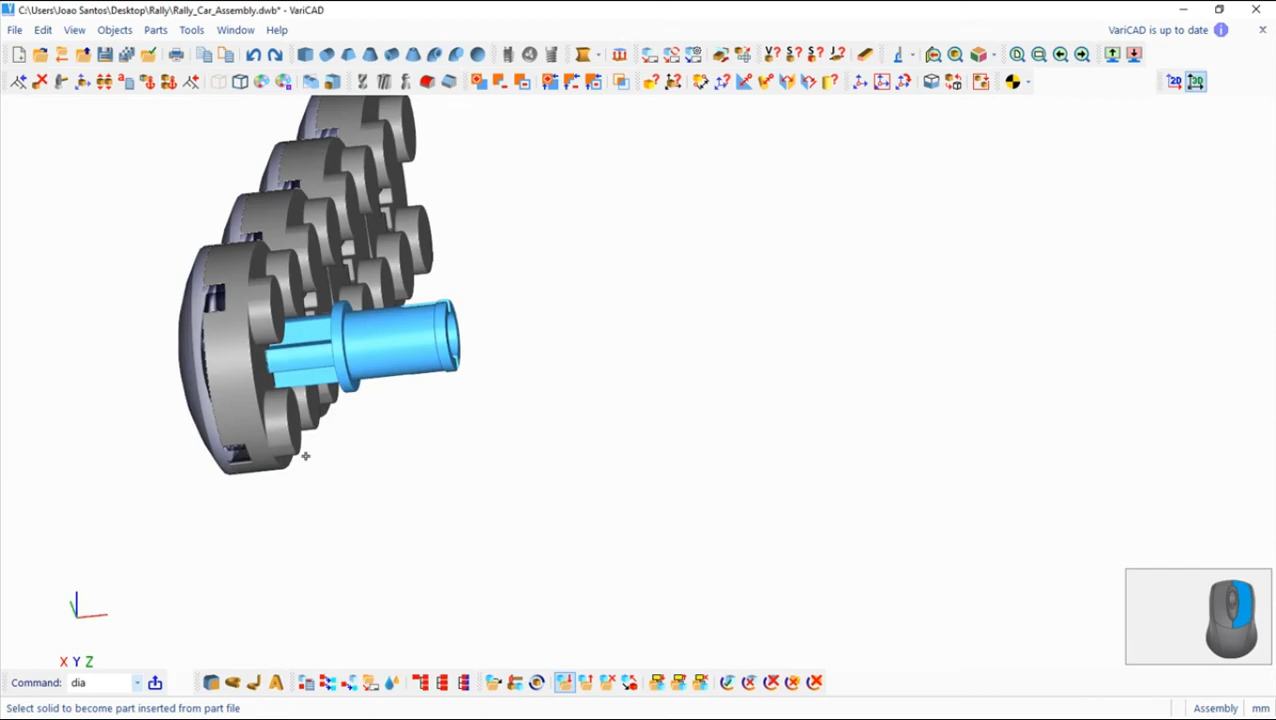 C:\Users\Joao Santos\Desktop\Rally\Rally_Car_Assembly.dwb* - VariCAD
File Edit View Objects Parts Tools Window Help
VariCAD is up to date
X Y Z
Command: dia
Select solid to become part inserted from part file
Assembly mm